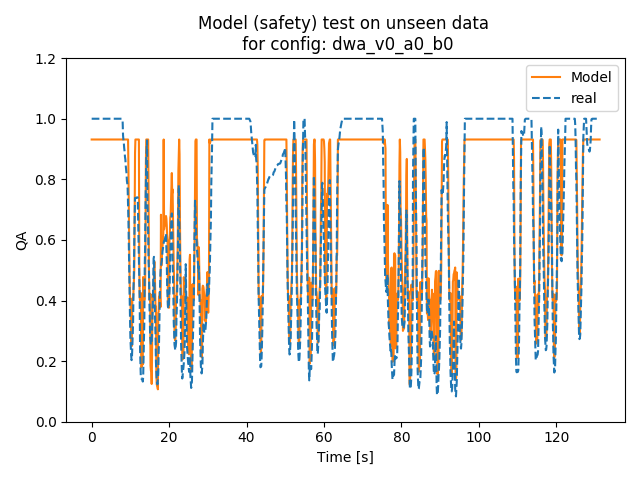 Model (safety) test on unseen data
for config: dwa_v0_a0_b0
Model
real
QA
1.2
1.0
0.8
0.6
0.4
0.2
0.0
0 20 40 60 80 100 120
Time [s]